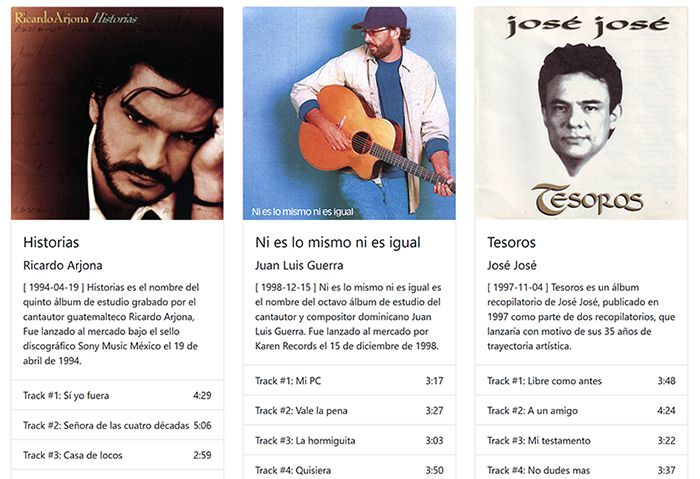 Ricardo Arjona Historias
Historias
Ricardo Arjona
[ 1994-04-19 ] Historias es el nombre del
quinto álbum de estudio grabado por el
cantautor guatemalteco Ricardo Arjona,
Fue lanzado al mercado bajo el sello
discográfico Sony Music México el 19 de
abril de 1994.
Track #1: Sí yo fuera 4:29
Track #2: Señora de las cuatro décadas 5:06
Track #3: Casa de locos 2:59
Ni es lo mismo ni es igual
Ni es lo mismo ni es igual
Juan Luis Guerra
[ 1998-12-15 ] Ni es lo mismo ni es igual es
el nombre del octavo álbum de estudio del
cantautor y compositor dominicano Juan
Luis Guerra. Fue lanzado al mercado por
Karen Records el 15 de diciembre de 1998.
Track #1: Mi PC 3:17
Track #2: Vale la pena 3:27
Track #3: La hormiguita 3:03
Track #4: Quisiera 3:50
josé josé
Tesoros
Tesoros
José José
[ 1997-11-04 ] Tesoros es un álbum
recopilatorio de José José, publicado en
1997 como parte de dos recopilatorios, que
lanzaría con motivo de sus 35 años de
trayectoria artística.
Track #1: Libre como antes 3:48
Track #2: A un amigo 4:24
Track #3: Mi testamento 3:22
Track #4: No dudes mas 3:37